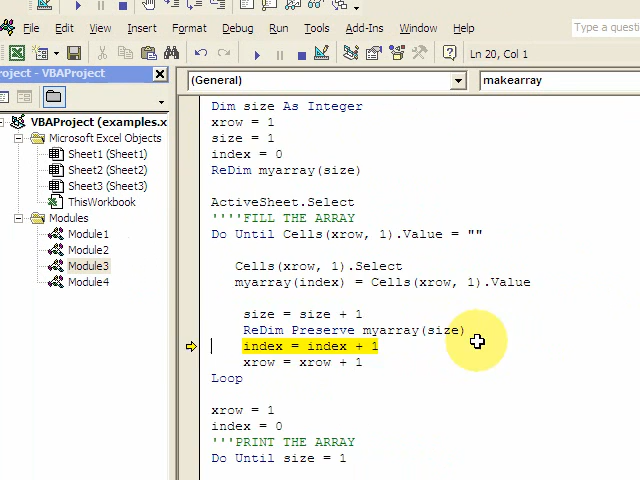 File Edit View Insert Format Debug Run Tools Add-Ins Window Help Type a questi
Ln 20, Col 1
roject - VBAProject
(General) makearray
VBAProject (examples.x
Microsoft Excel Objects
Sheet1 (Sheet1)
Sheet2 (Sheet2)
Sheet3 (Sheet3)
ThisWorkbook
Modules
Module1
Module2
Module3
Module4
Dim size As Integer
xrow = 1
size = 1
index = 0
ReDim myarray(size)
ActiveSheet.Select
''''FILL THE ARRAY
Do Until Cells(xrow, 1).Value = ""
Cells(xrow, 1).Select
myarray(index) = Cells(xrow, 1).Value
size = size + 1
ReDim Preserve myarray(size)
index = index + 1
xrow = xrow + 1
Loop
xrow = 1
index = 0
'''PRINT THE ARRAY
Do Until size = 1